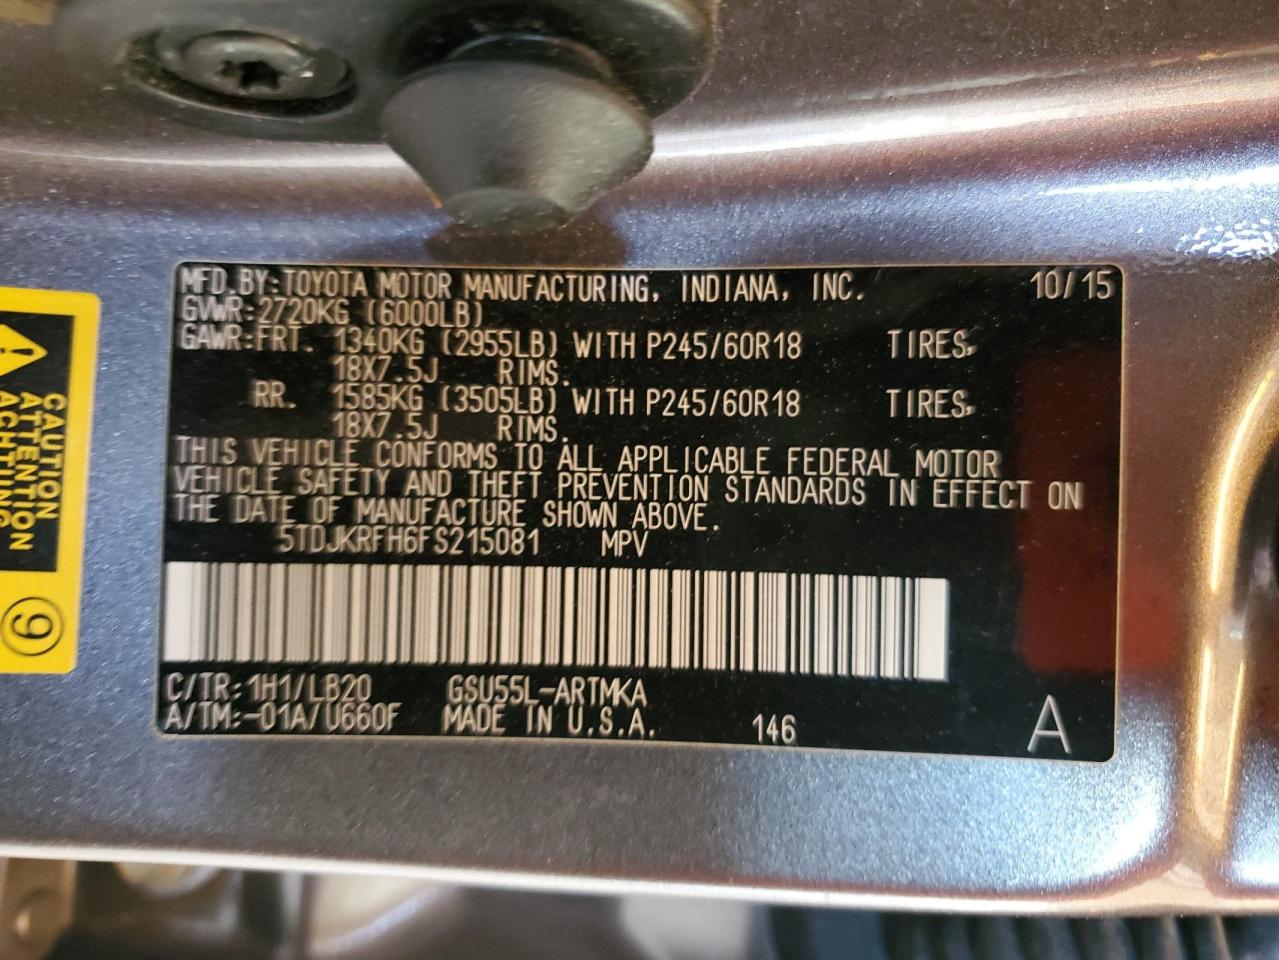 MFD.BY:TOYOTA MOTOR MANUFACTURING, INDIANA, INC. 10/15
GVWR:2720KG (6000LB)
GAWR:FRT. 1340KG (2955LB) WITH P245/60R18 TIRES,
18X7.5J RIMS.
RR. 1585KG (3505LB) WITH P245/60R18 TIRES,
18X7.5J RIMS.
THIS VEHICLE CONFORMS TO ALL APPLICABLE FEDERAL MOTOR
VEHICLE SAFETY AND THEFT PREVENTION STANDARDS IN EFFECT ON
THE DATE OF MANUFACTURE SHOWN ABOVE.
5TDJKRFH6FS215081 MPV
C/TR:1H1/LB20 GSU55L-ARTMKA
A/TM:-01A/U660F MADE IN U.S.A. 146 A
CAUTION
ATTENTION
ACHTUNG
9